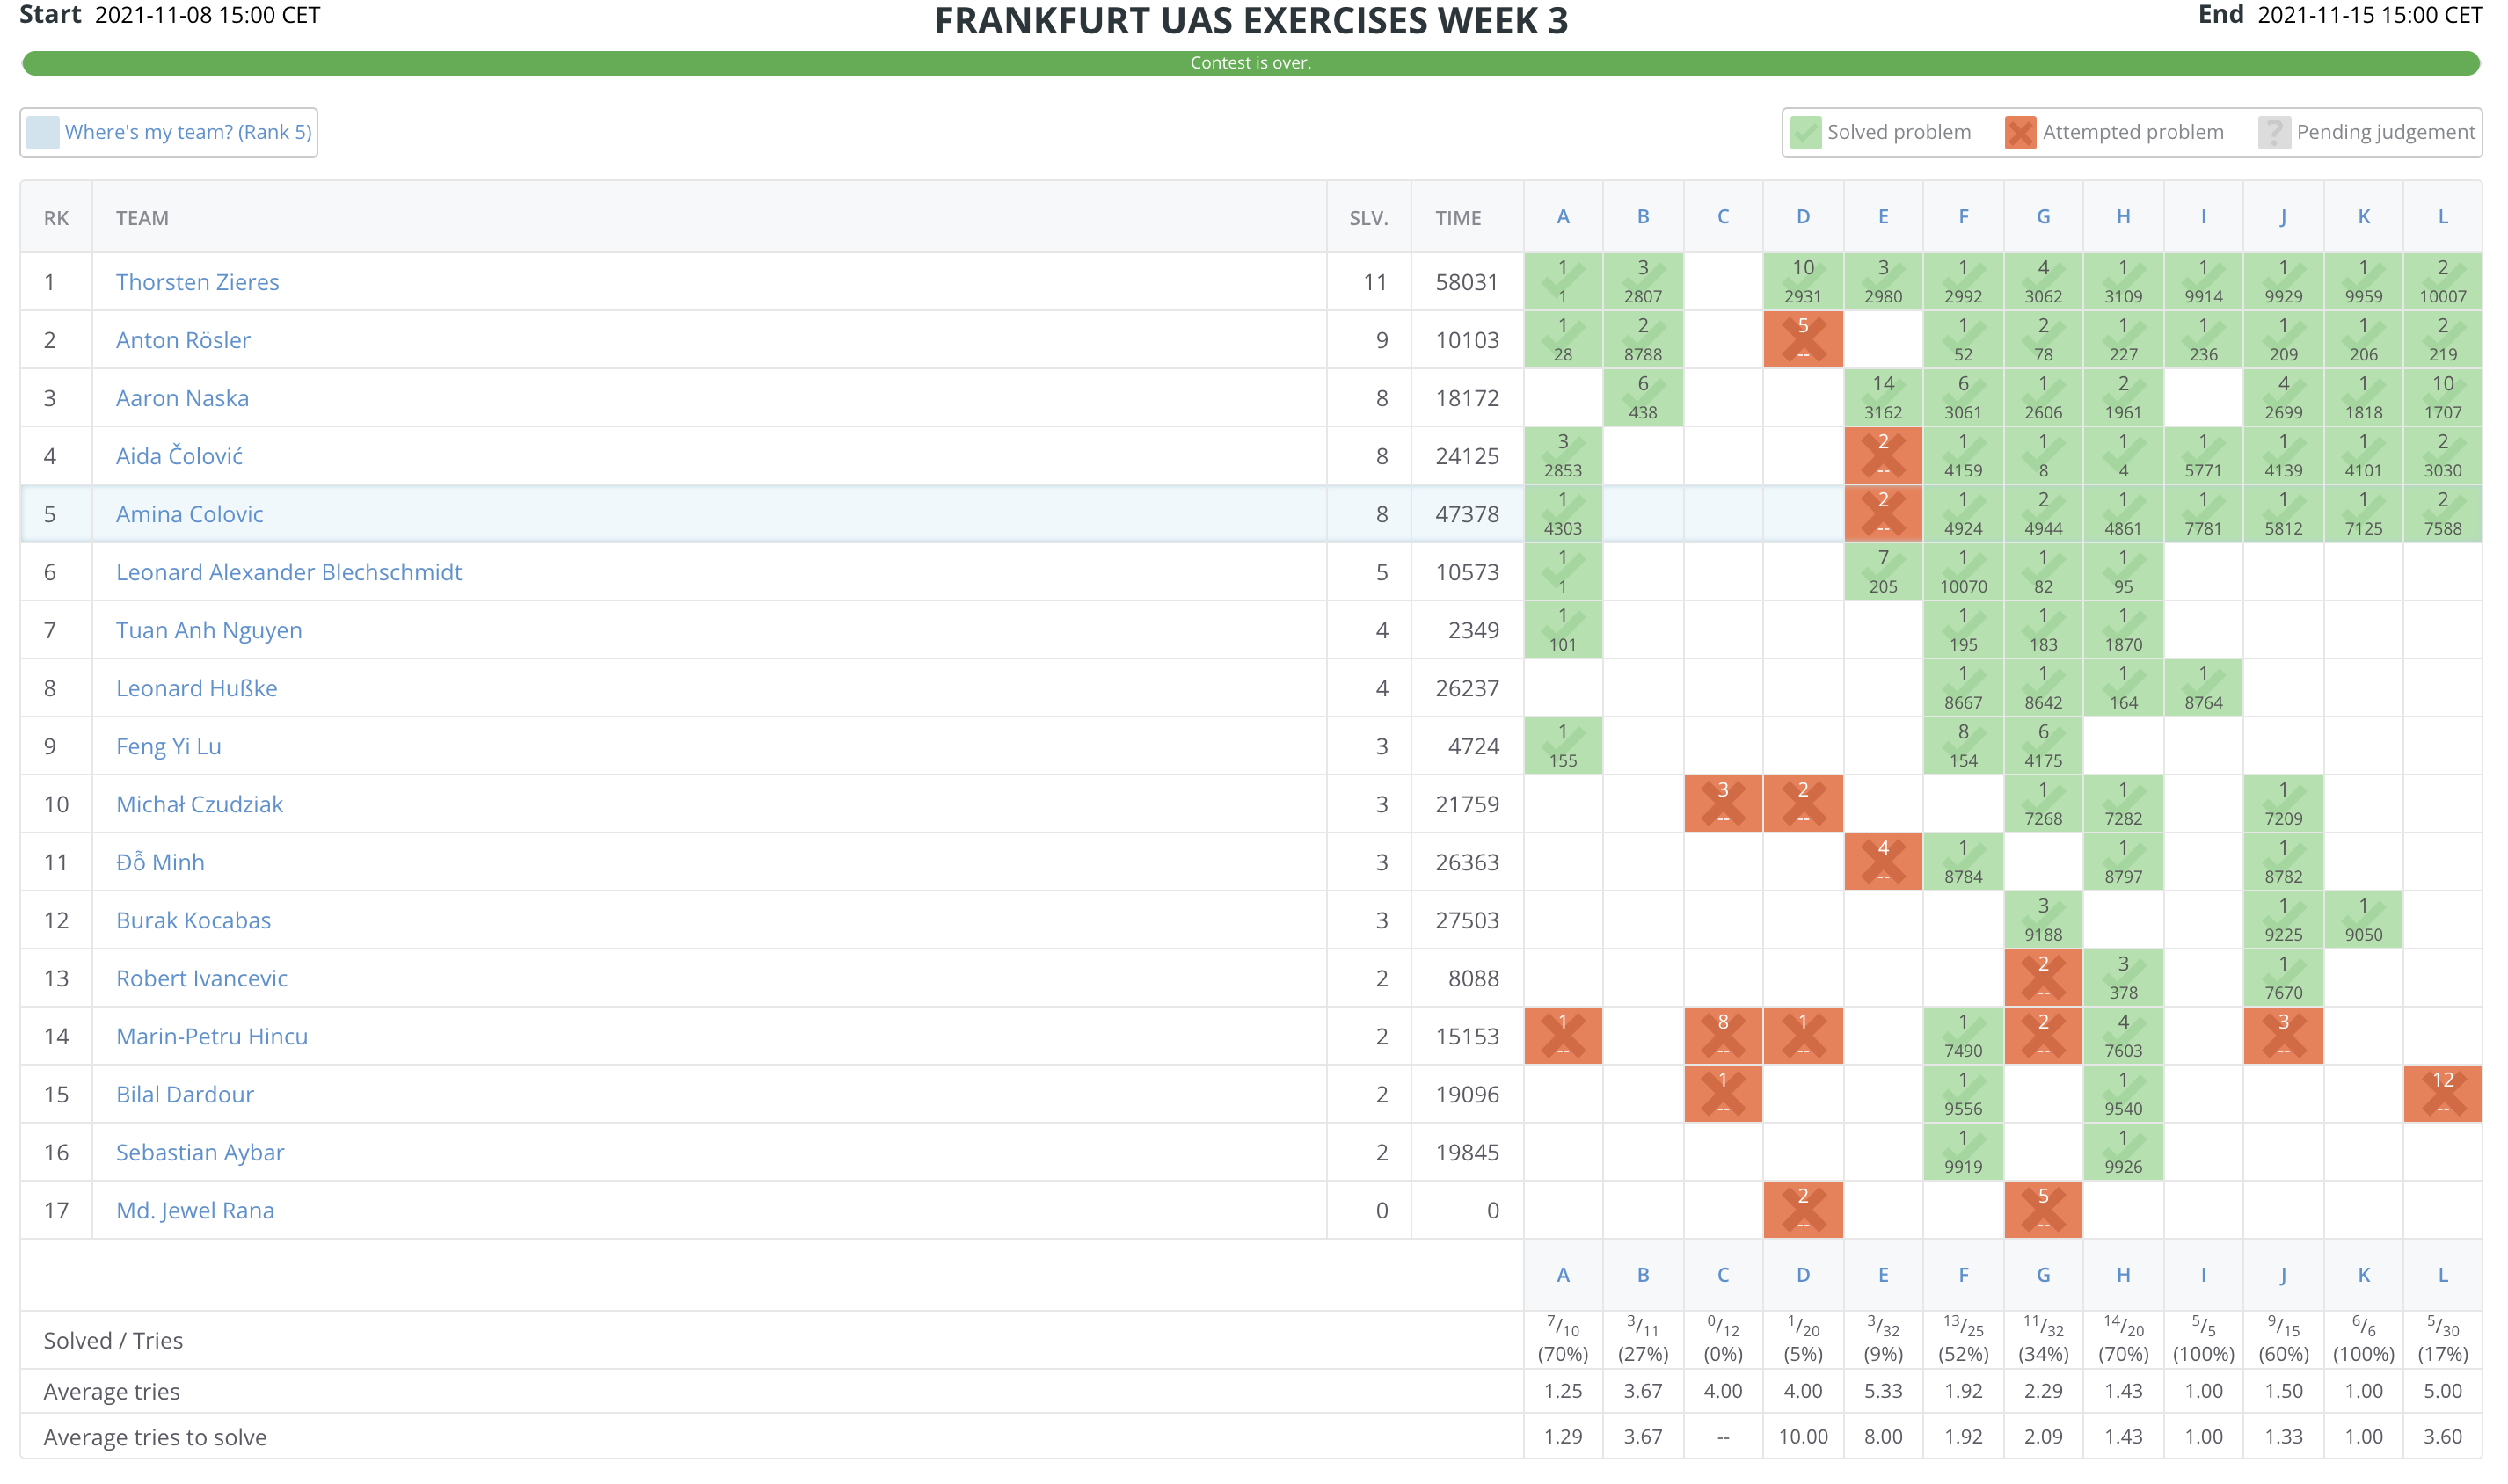 Start 2021-11-08 15:00 CET FRANKFURT UAS EXERCISES WEEK 3 End 2021-11-15 15:00 CET
Contest is over.
Where's my team? (Rank 5) Solved problem Attempted problem ? Pending judgement
RK TEAM SLV. TIME A B C D E F G H I J K L
1 Thorsten Zieres 11 58031 1 3 10 3 1 4 1 1 1 1 2
1 2807 2931 2980 2992 3062 3109 9914 9929 9959 10007
2 Anton Rösler 9 10103 1 2 5 1 2 1 1 1 1 2
28 8788 -- 52 78 227 236 209 206 219
3 Aaron Naska 8 18172 6 14 6 1 2 4 1 10
438 3162 3061 2606 1961 2699 1818 1707
4 Aida Čolović 8 24125 3 2 1 1 1 1 1 1 2
2853 -- 4159 8 4 5771 4139 4101 3030
5 Amina Colovic 8 47378 1 2 1 2 1 1 1 1 2
4303 -- 4924 4944 4861 7781 5812 7125 7588
6 Leonard Alexander Blechschmidt 5 10573 1 7 1 1 1
1 205 10070 82 95
7 Tuan Anh Nguyen 4 2349 1 1 1 1
101 195 183 1870
8 Leonard Hußke 4 26237 1 1 1 1
8667 8642 164 8764
9 Feng Yi Lu 3 4724 1 8 6
155 154 4175
10 Michał Czudziak 3 21759 3 2 1 1 1
-- -- 7268 7282 7209
11 Đỗ Minh 3 26363 4 1 1 1
-- 8784 8797 8782
12 Burak Kocabas 3 27503 3 1 1
9188 9225 9050
13 Robert Ivancevic 2 8088 2 3 1
-- 378 7670
14 Marin-Petru Hincu 2 15153 1 8 1 1 2 4 3
-- -- -- 7490 -- 7603 --
15 Bilal Dardour 2 19096 1 1 1 12
-- 9556 9540 --
16 Sebastian Aybar 2 19845 1 1
9919 9926
17 Md. Jewel Rana 0 0 2 5
-- --
A B C D E F G H I J K L
Solved / Tries 7/10 3/11 0/12 1/20 3/32 13/25 11/32 14/20 5/5 9/15 6/6 5/30
(70%) (27%) (0%) (5%) (9%) (52%) (34%) (70%) (100%) (60%) (100%) (17%)
Average tries 1.25 3.67 4.00 4.00 5.33 1.92 2.29 1.43 1.00 1.50 1.00 5.00
Average tries to solve 1.29 3.67 -- 10.00 8.00 1.92 2.09 1.43 1.00 1.33 1.00 3.60